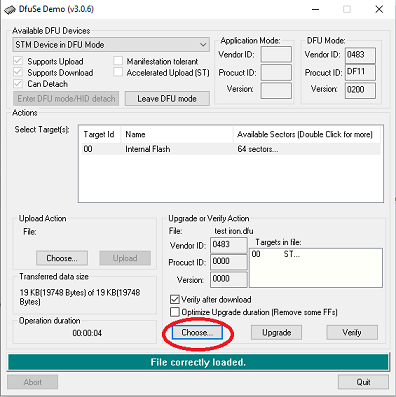 DfuSe Demo (v3.0.6)
Available DFU Devices
STM Device in DFU Mode
Supports Upload
Manifestation tolerant
Supports Download
Accelerated Upload (ST)
Can Detach
Enter DFU mode/HID detach
Leave DFU mode
Application Mode:
Vendor ID:
Procuct ID:
Version:
DFU Mode:
Vendor ID: 0483
Procuct ID: DF11
Version: 0200
Actions
Select Target(s):
Target Id Name Available Sectors (Double Click for more)
00 Internal Flash 64 sectors...
Upload Action
File:
Choose... Upload
Transferred data size
19 KB(19748 Bytes) of 19 KB(19748
Bytes)
Operation duration
00:00:04
Upgrade or Verify Action
File: test iron.dfu
Vendor ID: 0483
Procuct ID: 0000
Version: 0000
Targets in file:
00 ST...
Verify after download
Optimize Upgrade duration (Remove some FFs)
Choose... Upgrade Verify
File correctly loaded.
Abort Quit